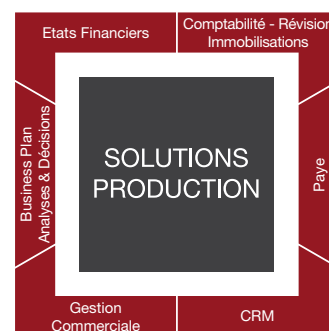 Etats Financiers
Comptabilité - Révision
Immobilisations
Business Plan
Analyses & Décisions
SOLUTIONS
PRODUCTION
Paye
Gestion
Commerciale
CRM